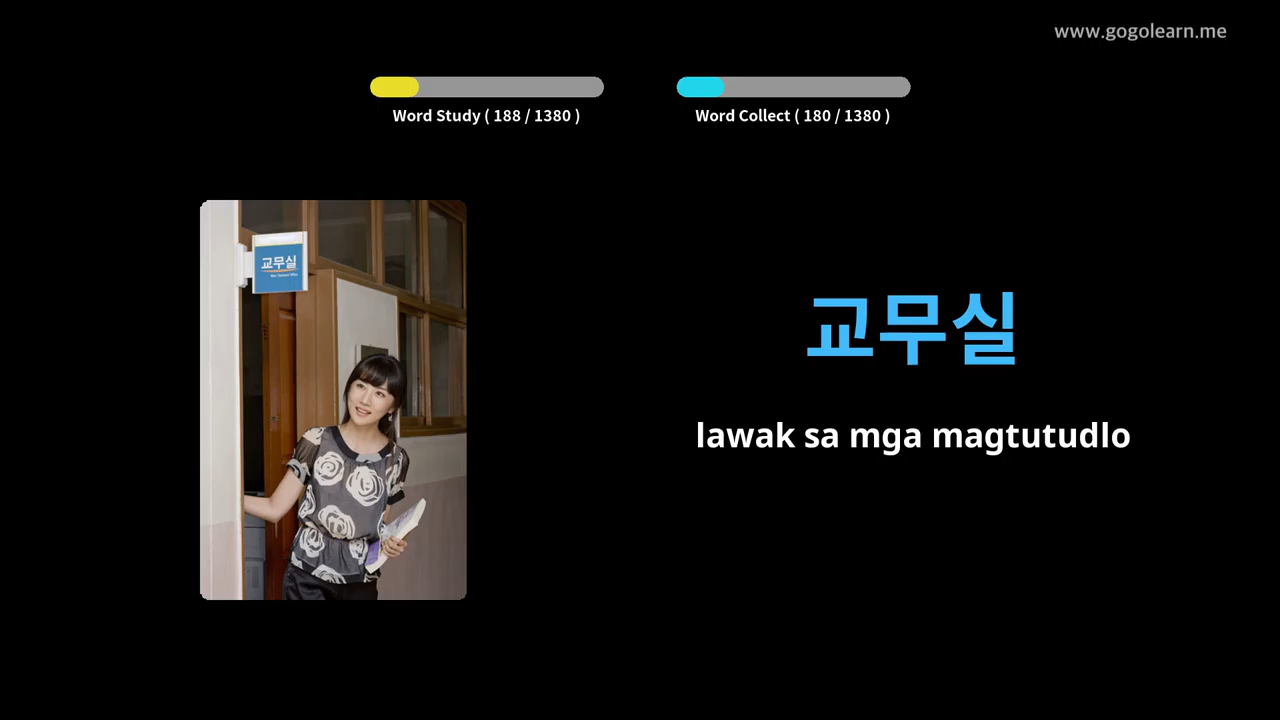 www.gogolearn.me
Word Study ( 188 / 1380 )
Word Collect ( 180 / 1380 )
교무실
교무실
lawak sa mga magtutudlo